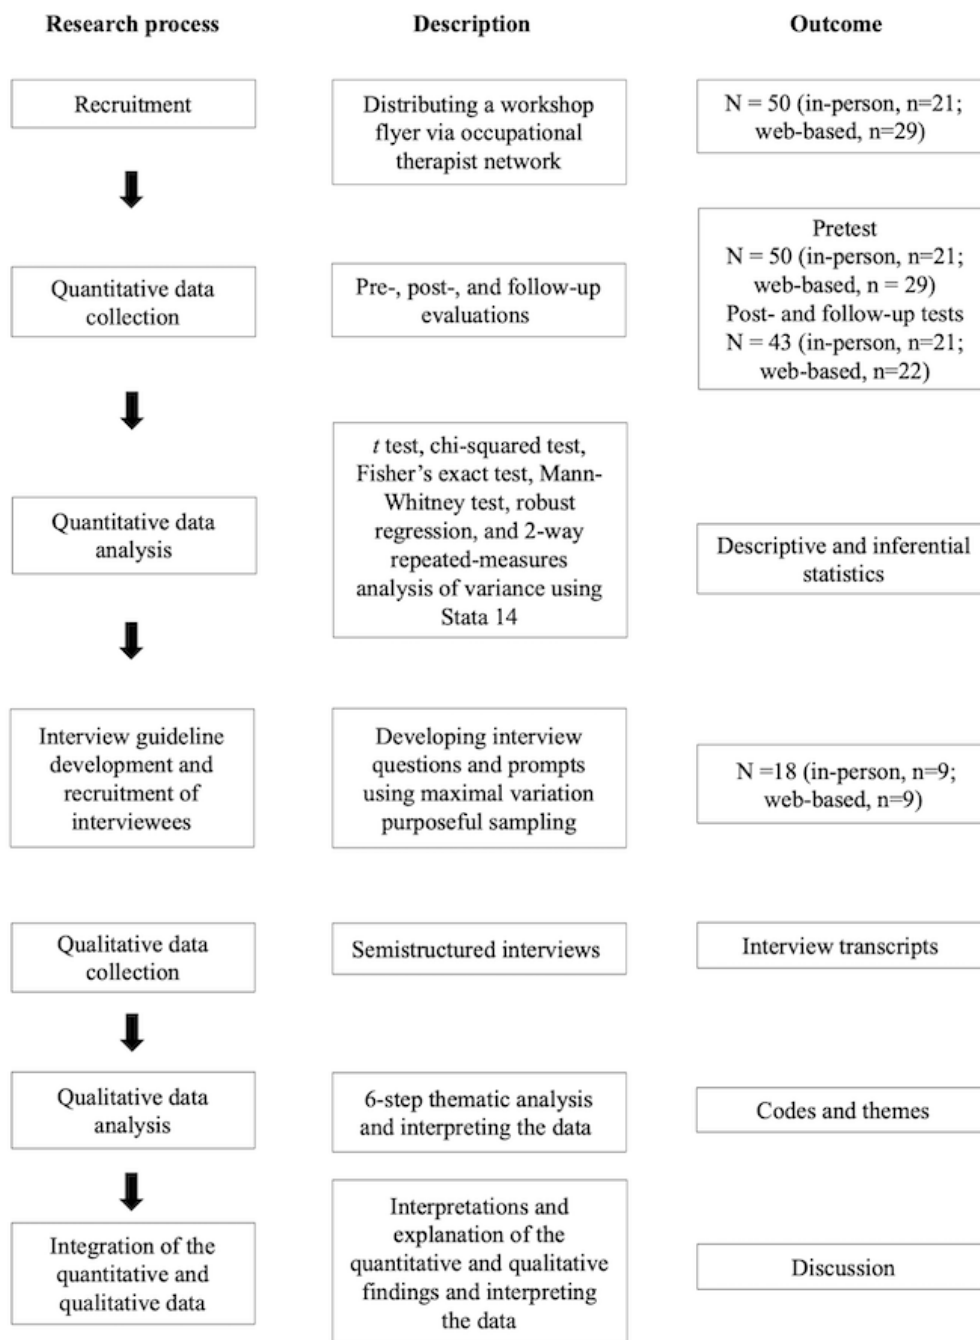 Research process
Description
Outcome
Recruitment
Distributing a workshop
flyer via occupational
therapist network
N = 50 (in-person, n=21;
web-based, n=29)
Quantitative data
collection
Pre-, post-, and follow-up
evaluations
Pretest
N = 50 (in-person, n=21;
web-based, n = 29)
Post- and follow-up tests
N = 43 (in-person, n=21;
web-based, n=22)
Quantitative data
analysis
t test, chi-squared test,
Fisher's exact test, Mann-
Whitney test, robust
regression, and 2-way
repeated-measures
analysis of variance using
Stata 14
Descriptive and inferential
statistics
Interview guideline
development and
recruitment of
interviewees
Developing interview
questions and prompts
using maximal variation
purposeful sampling
N =18 (in-person, n=9;
web-based, n=9)
Qualitative data
collection
Semistructured interviews
Interview transcripts
Qualitative data
analysis
6-step thematic analysis
and interpreting the data
Codes and themes
Integration of the
quantitative and
qualitative data
Interpretations and
explanation of the
quantitative and qualitative
findings and interpreting
the data
Discussion